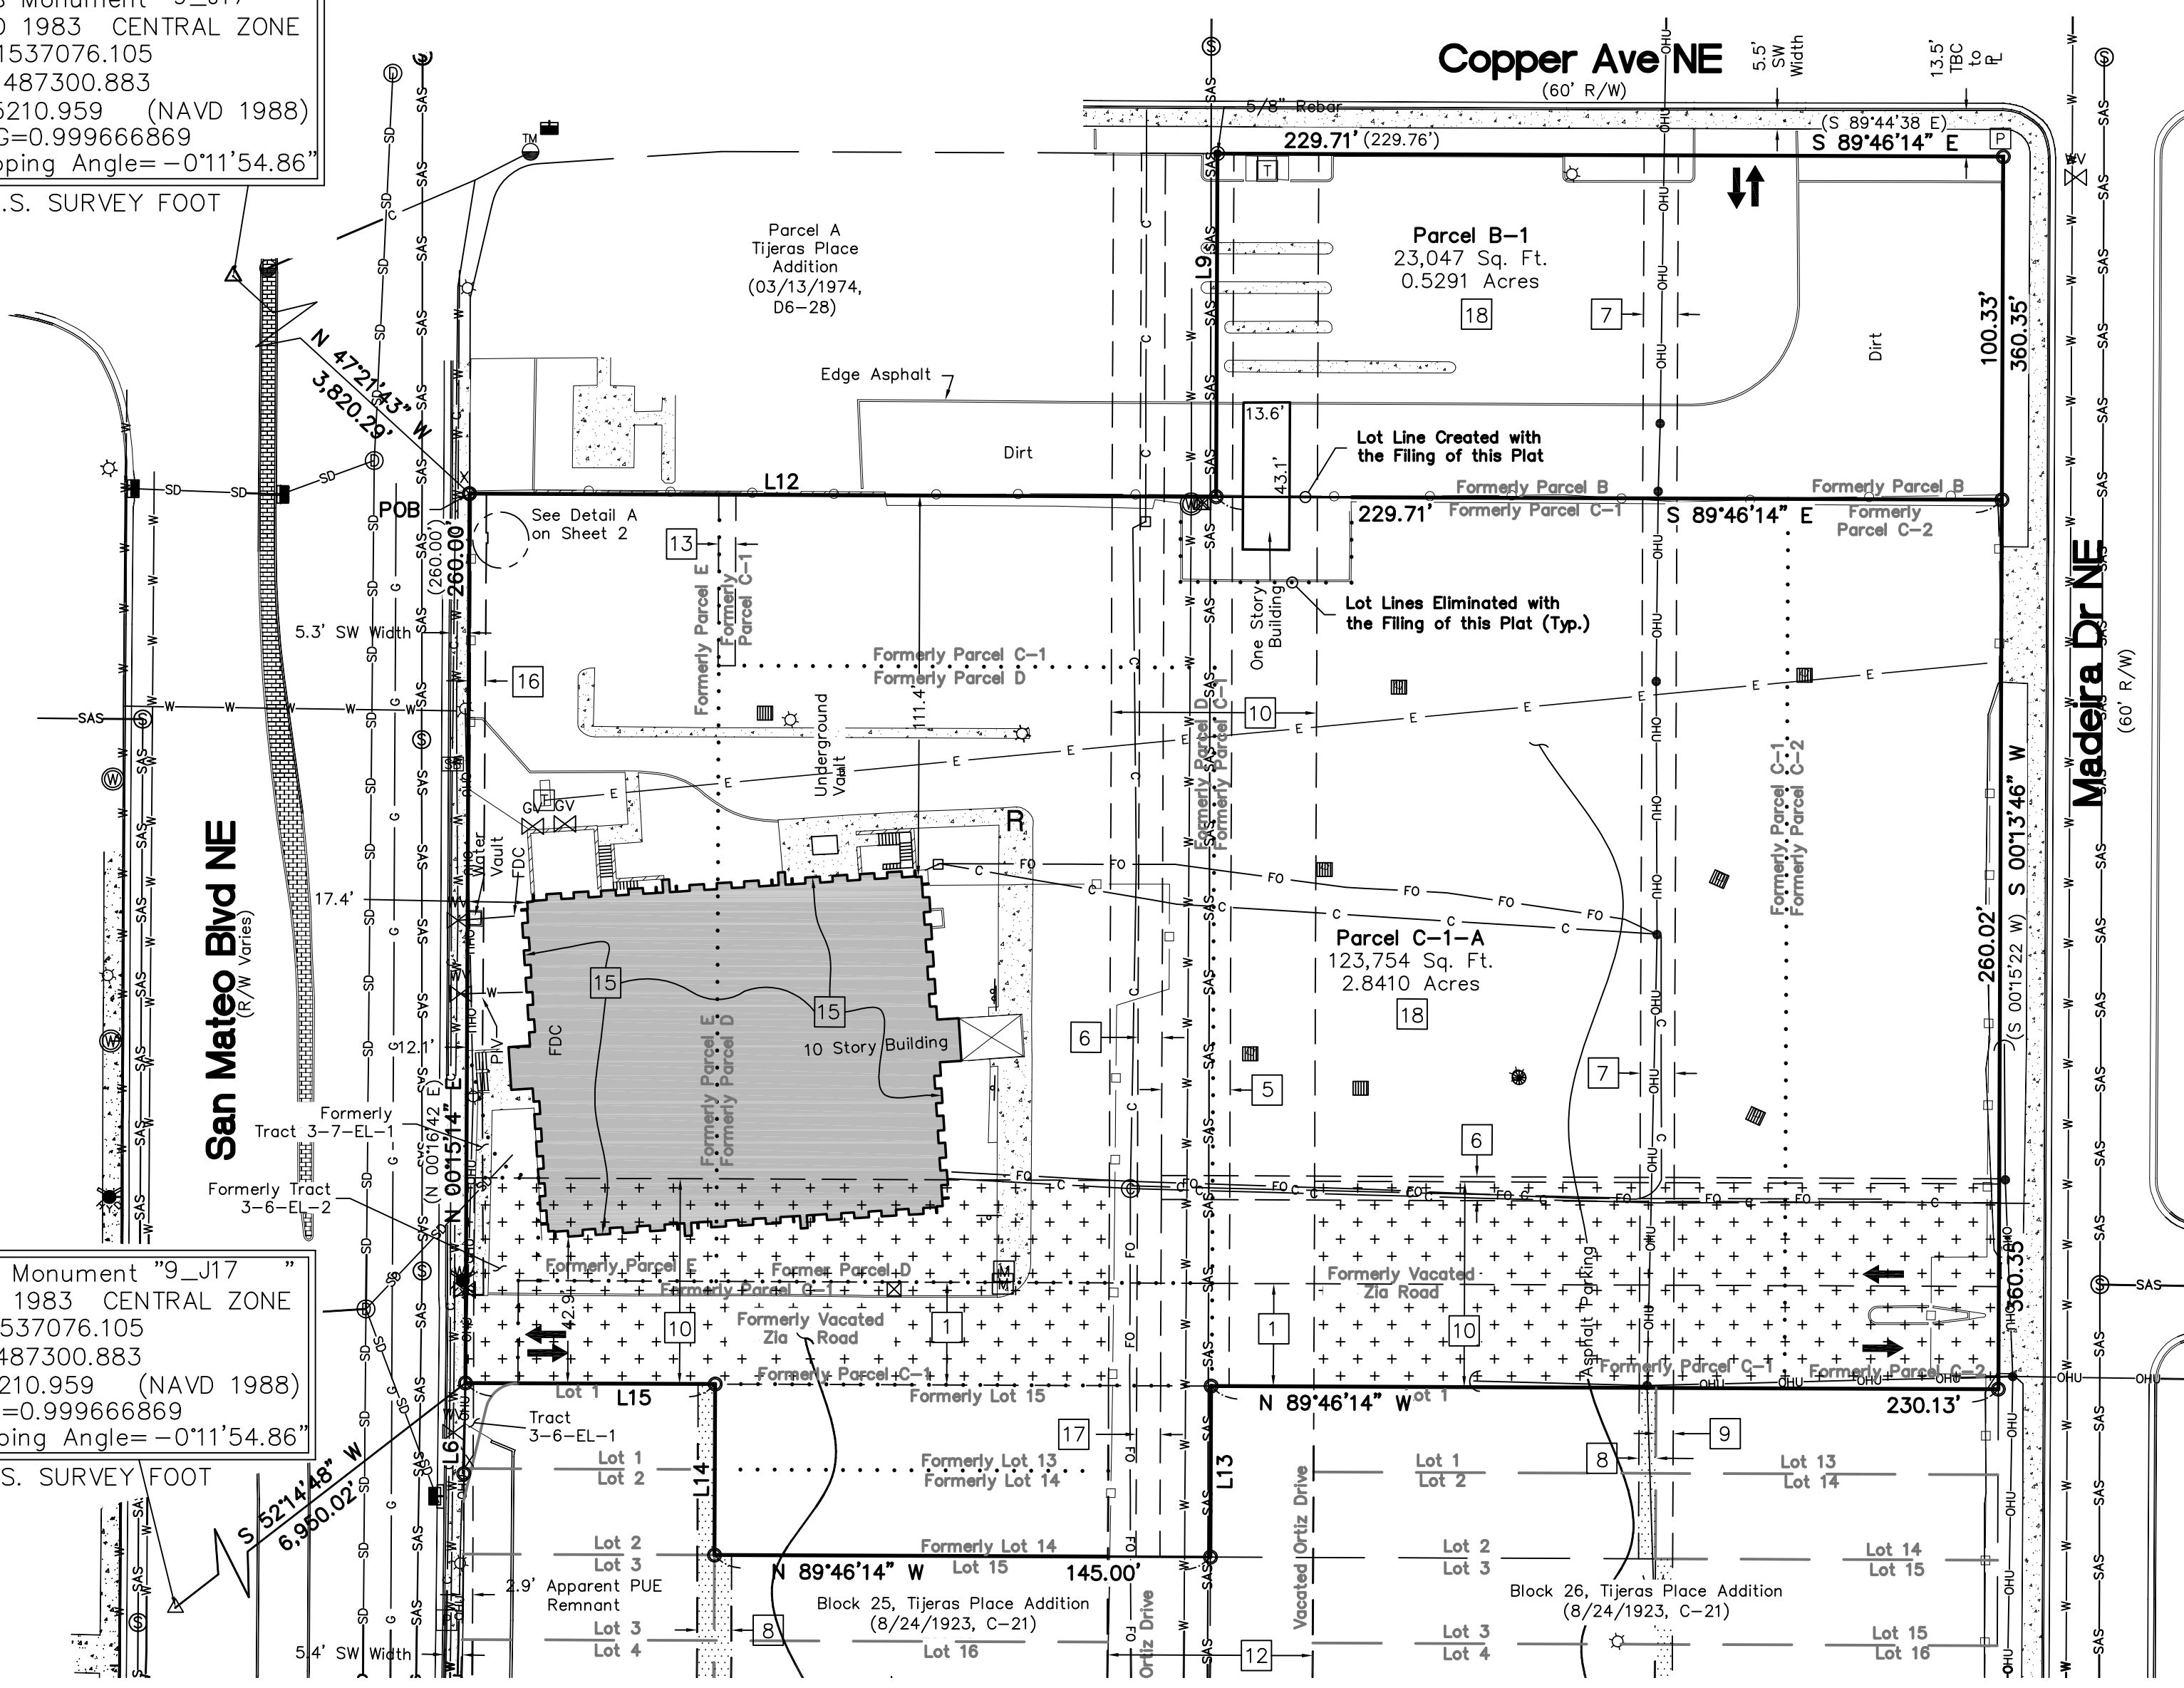 Monument "9_J17
1983 CENTRAL ZONE
1537076.105
487300.883
5210.959 (NAVD 1988)
G=0.999666869
pping Angle=-0°11'54.86"
.S. SURVEY FOOT
Copper Ave NE
(60' R/W)
5.5'
SW
Width
13.5'
TBC
to
PL
5/8" Rebar
229.71' (229.76')
(S 89°44'38 E)
S 89°46'14" E
P
TM
T
Parcel A
Tijeras Place
Addition
(03/13/1974,
D6-28)
L9
Parcel B-1
23,047 Sq. Ft.
0.5291 Acres
18
7
Dirt
100.33'
360.35'
N 47°21'43" W
3,820.29'
Edge Asphalt
Dirt
13.6'
43.1'
Lot Line Created with
the Filing of this Plat
L12
POB
See Detail A
on Sheet 2
Formerly Parcel B
Formerly Parcel C-1
Formerly Parcel B
Formerly
Parcel C-2
229.71'
S 89°46'14" E
(260.00')
260.00'
13
Formerly Parcel E
Formerly
Parcel C-1
5.3' SW Width
16
One Story
Building
Lot Lines Eliminated with
the Filing of this Plat (Typ.)
Formerly Parcel C-1
Formerly Parcel D
111.4'
Underground
Vault
10
Formerly Parcel D
Formerly Parcel C-1
Formerly Parcel C-1
Formerly Parcel C-2
Madeira Dr NE
(60' R/W)
S 00°13'46" W
(S 00°15'22 W)
260.02'
San Mateo Blvd NE
(R/W Varies)
GV
GV
T
R
Water
Vault
FDC
17.4'
15
15
10 Story Building
FDC
PIV
12.1'
Formerly Parcel E
Formerly Parcel D
Parcel C-1-A
123,754 Sq. Ft.
2.8410 Acres
18
6
5
7
6
Formerly
Tract 3-7-EL-1
Formerly Tract
3-6-EL-2
(N 00°16'42 E)
N 00°15'14" E
Formerly Parcel E
Former Parcel D
Formerly Parcel C-1
Formerly Vacated
Zia Road
42.9'
10
1
1
10
Formerly Vacated
Zia Road
Asphalt Parking
360.35'
Formerly Parcel C-1
Formerly Lot 15
Formerly Parcel C-1
Formerly Parcel C-2
Lot 1
L15
N 89°46'14" W
ot 1
230.13'
Monument "9_J17 "
1983 CENTRAL ZONE
537076.105
487300.883
210.959 (NAVD 1988)
=0.999666869
ping Angle=-0°11'54.86"
S. SURVEY FOOT
S 52°14'48" W
6,950.02'
L6
Tract
3-6-EL-1
L14
L13
17
8
9
Lot 1
Lot 2
Formerly Lot 13
Formerly Lot 14
Lot 1
Lot 2
Lot 13
Lot 14
Lot 2
Lot 3
Formerly Lot 14
Lot 15
Lot 2
Lot 3
Lot 14
Lot 15
N 89°46'14" W
145.00'
2.9' Apparent PUE
Remnant
Block 25, Tijeras Place Addition
(8/24/1923, C-21)
Block 26, Tijeras Place Addition
(8/24/1923, C-21)
Ortiz Drive
Vacated Ortiz Drive
Lot 3
Lot 4
8
Lot 16
12
Lot 3
Lot 4
Lot 15
Lot 16
5.4' SW Width